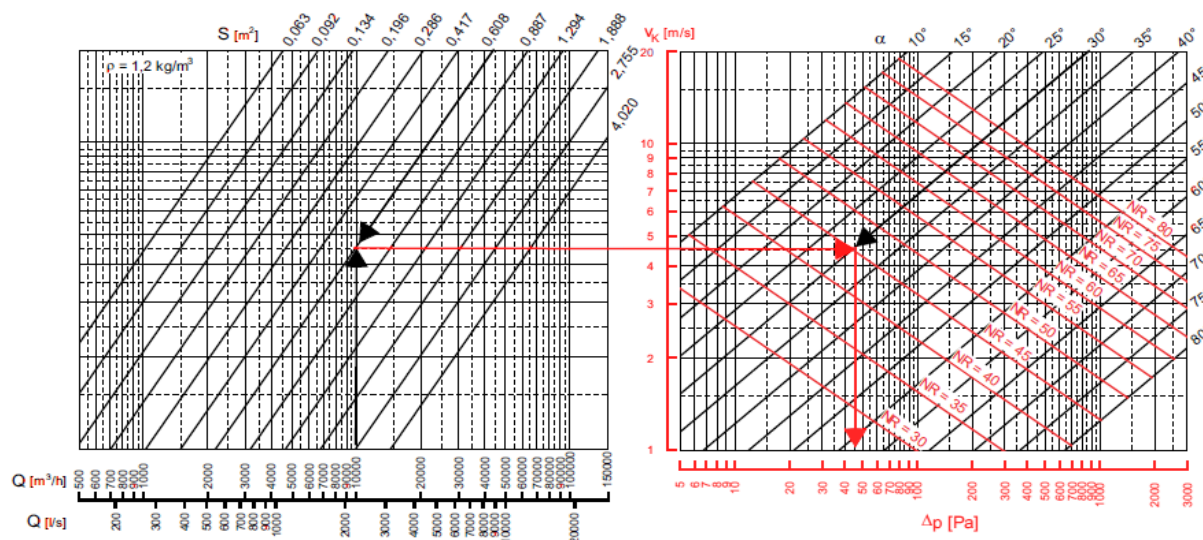 S [m²] 0,063 0,092 0,134 0,196 0,286 0,417 0,608 0,887 1,294 1,888
2,755
4,020
ρ = 1,2 kg/m³
Q [m³/h] 500 600 700 800 900 1000 2000 3000 4000 5000 6000 7000 8000 9000 10000 20000 30000 40000 50000 60000 70000 80000 90000 100000 150000
Q [l/s] 200 300 400 500 600 700 800 900 1000 2000 3000 4000 5000 6000 7000 8000 9000 10000 20000
vK [m/s] α 10° 15° 20° 25° 30° 35° 40°
20
10
9
8
7
6
5
4
3
2
1
45
50
55
60
65
70
75
80
NR = 80
NR = 75
NR = 70
NR = 65
NR = 60
NR = 55
NR = 50
NR = 45
NR = 40
NR = 35
NR = 30
5 6 7 8 10 20 30 40 50 60 70 80 90 100 200 300 400 500 600 700 800 900 1000 2000 3000
Δp [Pa]